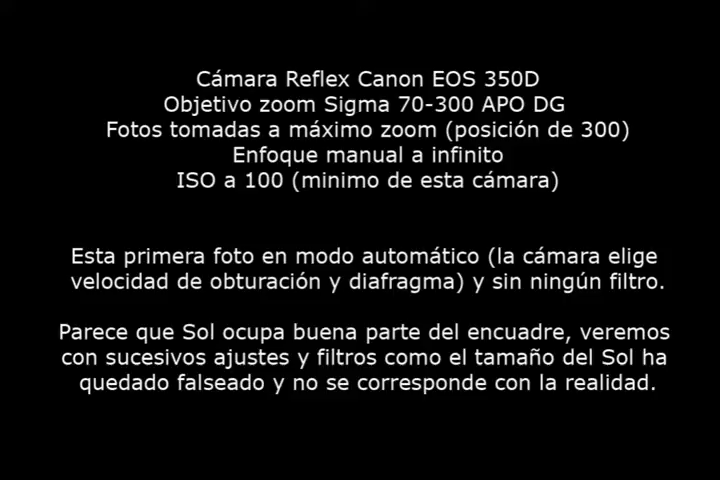 Cámara Reflex Canon EOS 350D
Objetivo zoom Sigma 70-300 APO DG
Fotos tomadas a máximo zoom (posición de 300)
Enfoque manual a infinito
ISO a 100 (minimo de esta cámara)
Esta primera foto en modo automático (la cámara elige
velocidad de obturación y diafragma) y sin ningún filtro.
Parece que Sol ocupa buena parte del encuadre, veremos
con sucesivos ajustes y filtros como el tamaño del Sol ha
quedado falseado y no se corresponde con la realidad.